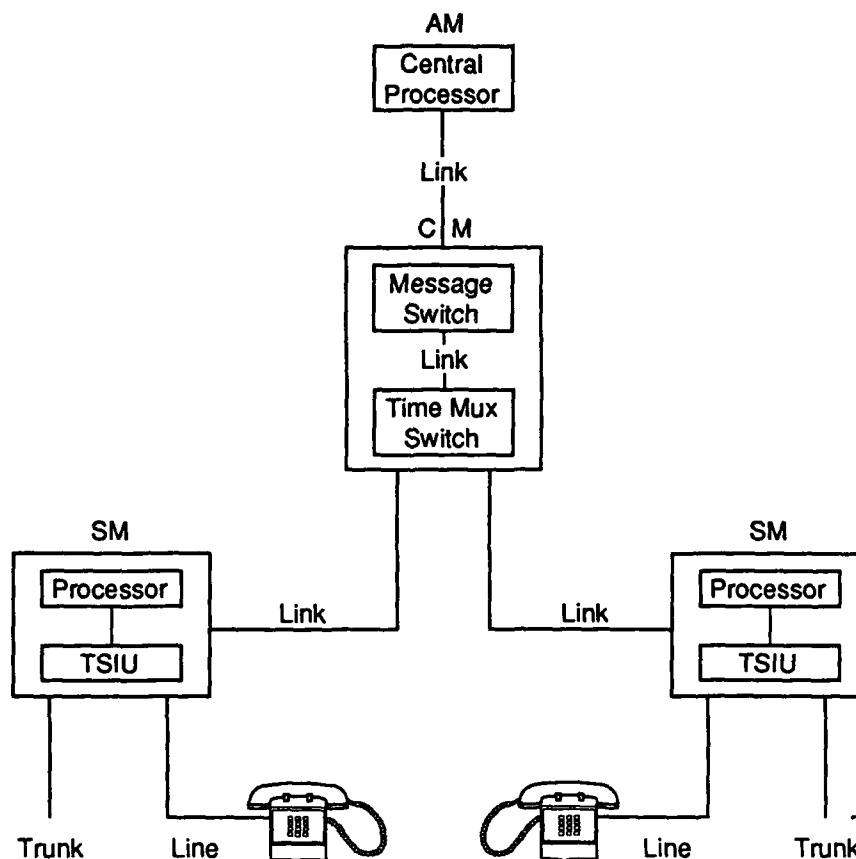 AM
Central
Processor
Link
C M
Message
Switch
Link
Time Mux
Switch
SM
SM
Processor
Processor
Link
Link
TSIU
TSIU
Trunk
Line
Line
Trunk